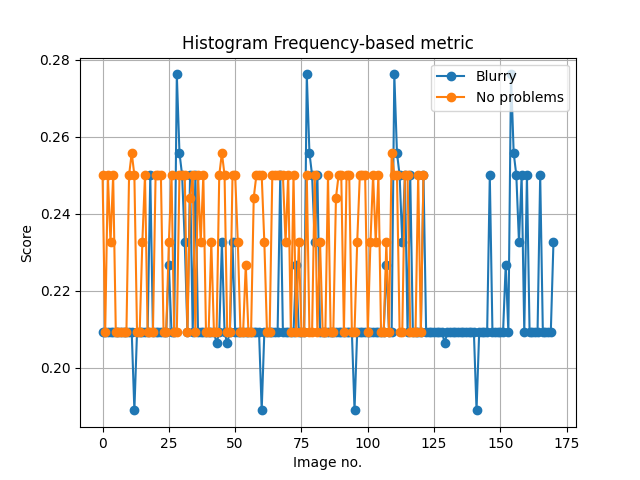 Histogram Frequency-based metric
0.28
0.26
0.24
0.22
0.20
Score
Blurry
No problems
0 25 50 75 100 125 150 175
Image no.